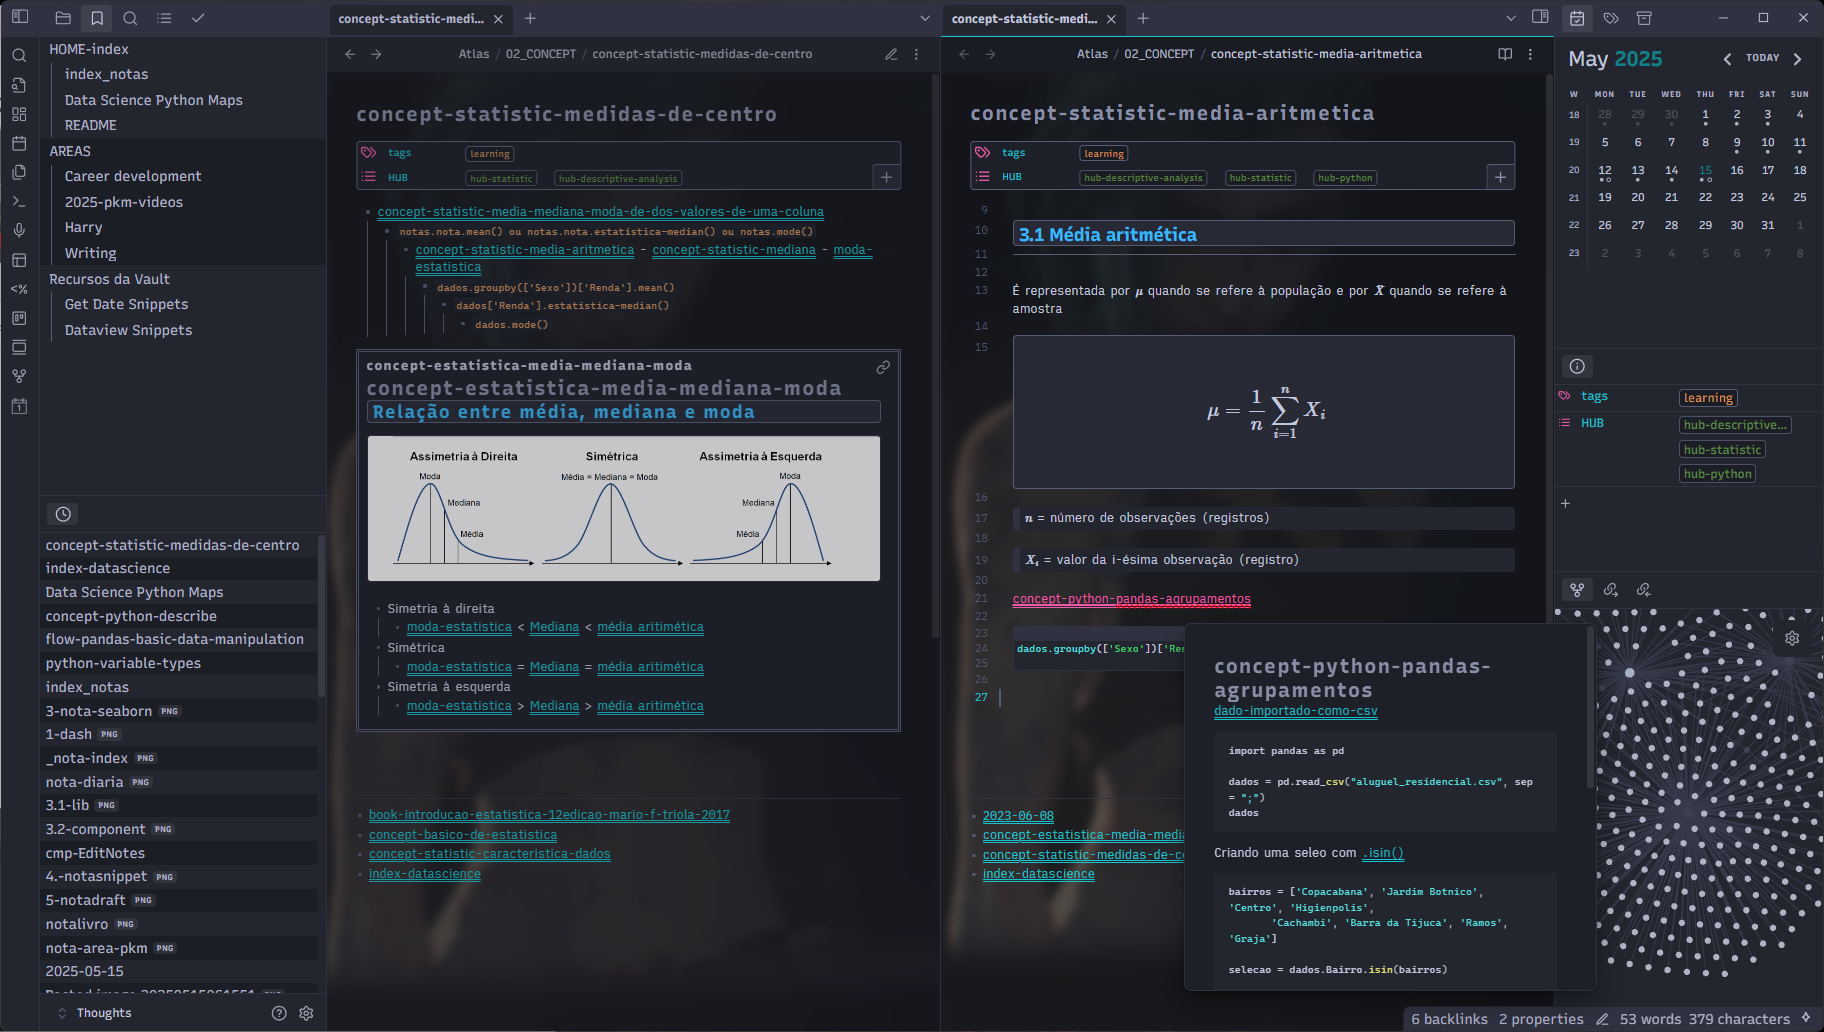 concept-statistic-medi...
concept-statistic-medi...
HOME-index
index_notas
Data Science Python Maps
README
AREAS
Career development
2025-pkm-videos
Harry
Writing
Recursos da Vault
Get Date Snippets
Dataview Snippets
concept-statistic-medidas-de-centro
index-datascience
Data Science Python Maps
concept-python-describe
flow-pandas-basic-data-manipulation
python-variable-types
index_notas
3-nota-seaborn PNG
1-dash PNG
_nota-index PNG
nota-diaria PNG
3.1-lib PNG
3.2-component PNG
cmp-EditNotes
4.-notasnippet PNG
5-notadraft PNG
notalivro PNG
nota-area-pkm PNG
2025-05-15
Thoughts
Atlas / 02_CONCEPT / concept-statistic-medidas-de-centro
concept-statistic-medidas-de-centro
tags learning
HUB hub-statistic hub-descriptive-analysis
concept-statistic-media-mediana-moda-de-dos-valores-de-uma-coluna
notas.nota.mean() ou notas.nota.estatistica-median() ou notas.mode()
concept-statistic-media-aritmetica - concept-statistic-mediana - moda-
estatistica
dados.groupby(['Sexo'])['Renda'].mean()
dados['Renda'].estatistica-median()
dados.mode()
concept-estatistica-media-mediana-moda
concept-estatistica-media-mediana-moda
Relação entre média, mediana e moda
Assimetria à Direita Simétrica Assimetria à Esquerda
Moda Média = Mediana = Moda Moda
Mediana Mediana
Média Média
Simetria à direita
moda-estatistica < Mediana < média aritimética
Simétrica
moda-estatistica = Mediana = média aritimética
Simetria à esquerda
moda-estatistica > Mediana > média aritimética
book-introducao-estatistica-12edicao-mario-f-triola-2017
concept-basico-de-estatistica
concept-statistic-caracteristica-dados
index-datascience
Atlas / 02_CONCEPT / concept-statistic-media-aritmetica
concept-statistic-media-aritmetica
tags learning
HUB hub-descriptive-analysis hub-statistic hub-python
9
10 3.1 Média aritmética
11
12
13 É representada por μ quando se refere à população e por X̄ quando se refere à
amostra
14
15
μ = 1/n ∑ i=1 n Xi
16
17 n = número de observações (registros)
18
19 Xi = valor da i-ésima observação (registro)
20
21 concept-python-pandas-agrupamentos
22
23
24 dados.groupby(['Sexo'])['Ren
25
26
27
2023-06-08
concept-estatistica-media-media
concept-statistic-medidas-de-c
index-datascience
concept-python-pandas-
agrupamentos
dado-importado-como-csv
import pandas as pd
dados = pd.read_csv("aluguel_residencial.csv", sep
= ";")
dados
Criando uma seleo com .isin()
bairros = ['Copacabana', 'Jardim Botnico',
'Centro', 'Higienpolis',
'Cachambi', 'Barra da Tijuca', 'Ramos',
'Graja']
selecao = dados.Bairro.isin(bairros)
May 2025 TODAY
W MON TUE WED THU FRI SAT SUN
18 28 29 30 1 2 3 4
19 5 6 7 8 9 10 11
20 12 13 14 15 16 17 18
21 19 20 21 22 23 24 25
22 26 27 28 29 30 31 1
23 2 3 4 5 6 7 8
tags learning
HUB hub-descriptive...
hub-statistic
hub-python
6 backlinks 2 properties 53 words 379 characters